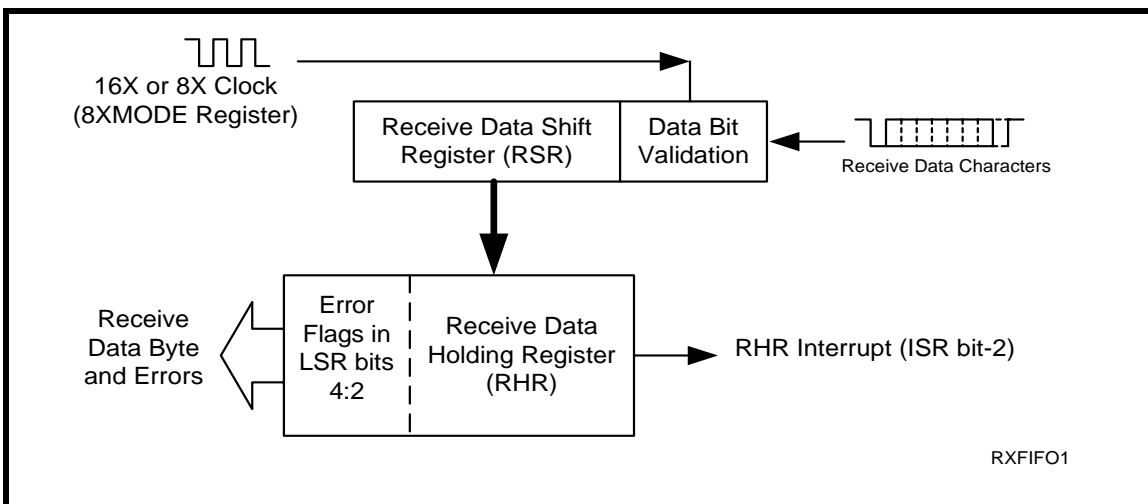 16X or 8X Clock
(8XMODE Register)
Receive Data Shift
Register (RSR)
Data Bit
Validation
Receive Data Characters
Receive
Data Byte
and Errors
Error
Flags in
LSR bits
4:2
Receive Data
Holding Register
(RHR)
RHR Interrupt (ISR bit-2)
RXFIFO1